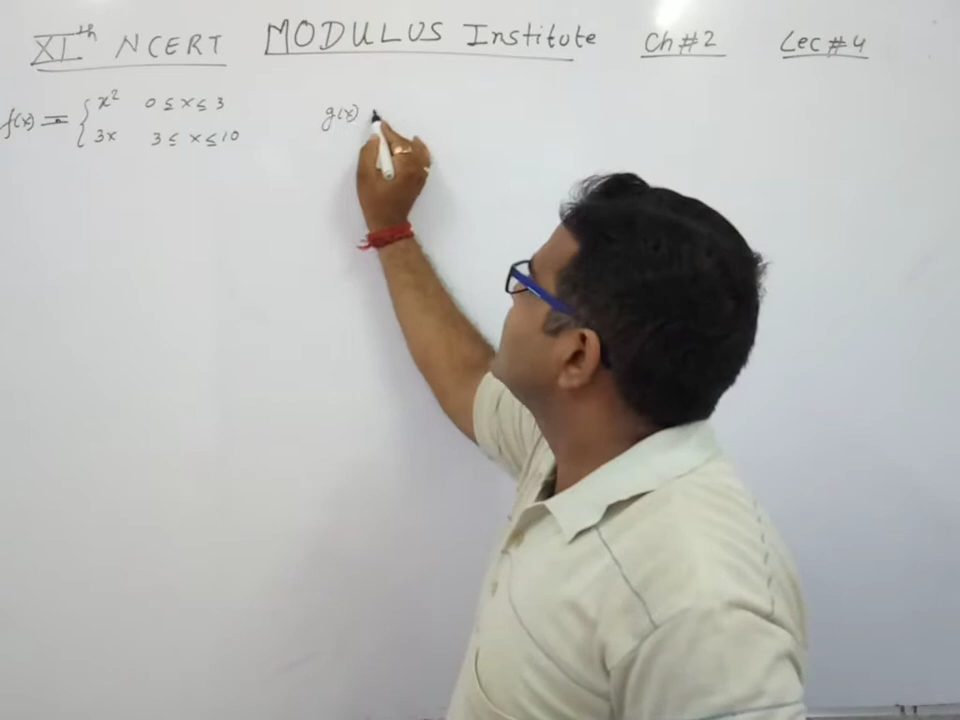 XIth NCERT MODULUS Institute Ch#2 Lec#4
f(x) = { x² 0 ≤ x ≤ 3
3x 3 ≤ x ≤ 10
g(x)